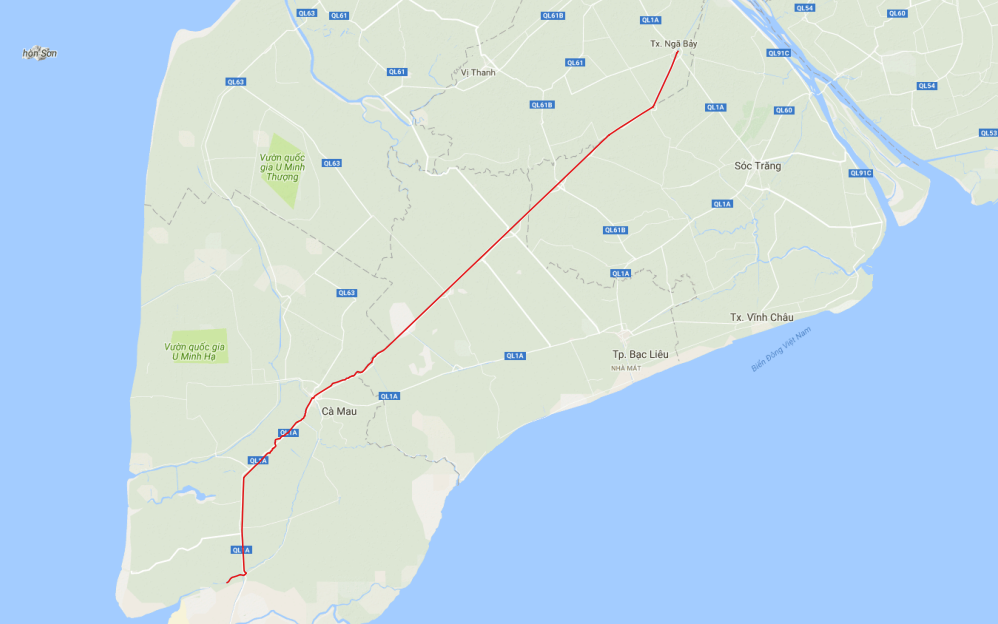 QL63
QL61
QL61B
QL1A
QL54
QL60
hòn Sơn
Tx. Ngã Bảy
QL91C
QL61
QL61
Vị Thanh
QL63
QL54
QL61B
QL1A
QL60
QL53
Vườn quốc
gia U Minh
Thượng
QL63
Sóc Trăng
QL91C
QL1A
QL61B
QL1A
QL63
Tx. Vĩnh Châu
Biển Đông Việt Nam
Vườn quốc gia
U Minh Hạ
QL1A
Tp. Bạc Liêu
NHÀ MÁT
QL1A
Cà Mau
QL1A
QL1A
QL1A